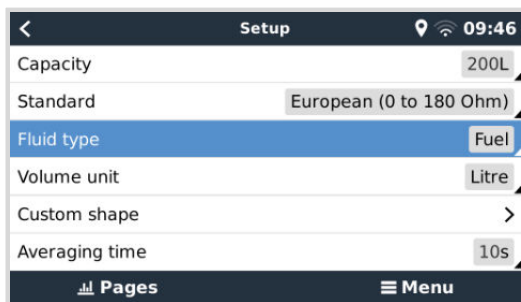 Setup 09:46
Capacity 200L
Standard European (0 to 180 Ohm)
Fluid type Fuel
Volume unit Litre
Custom shape
Averaging time 10s
Pages Menu